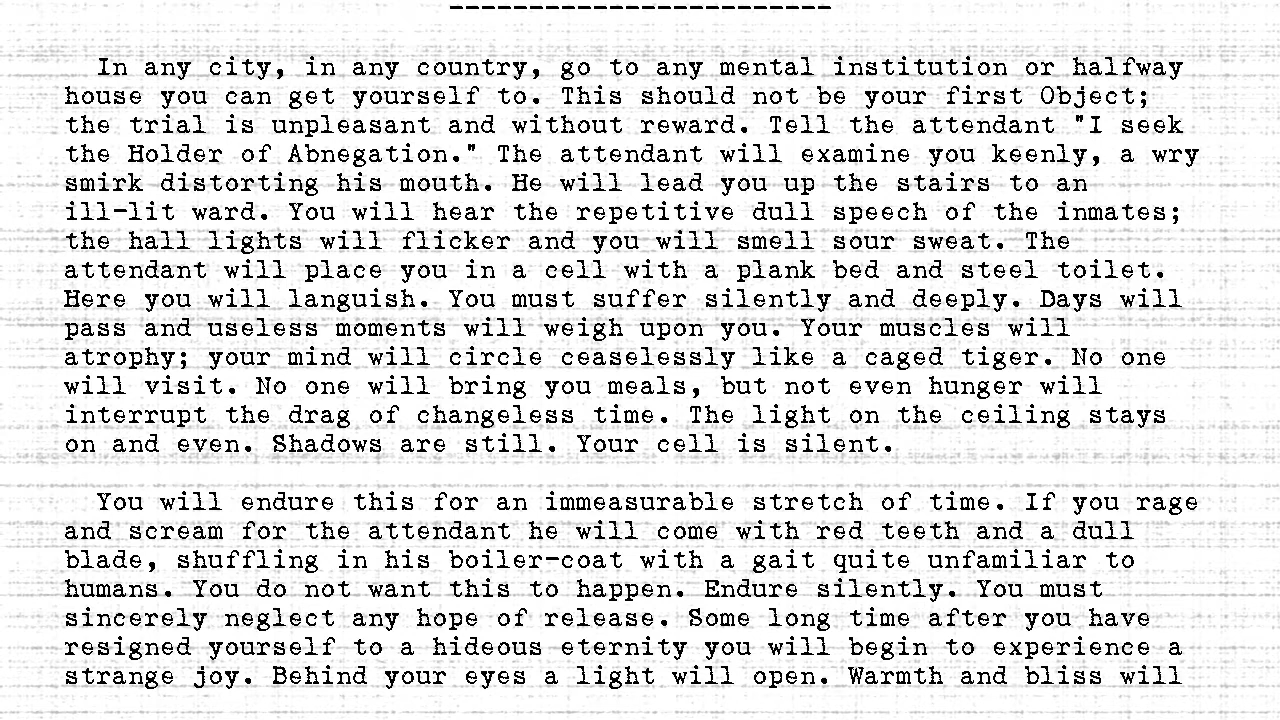 ------------------------
In any city, in any country, go to any mental institution or halfway
house you can get yourself to. This should not be your first Object;
the trial is unpleasant and without reward. Tell the attendant "I seek
the Holder of Abnegation." The attendant will examine you keenly, a wry
smirk distorting his mouth. He will lead you up the stairs to an
ill-lit ward. You will hear the repetitive dull speech of the inmates;
the hall lights will flicker and you will smell sour sweat. The
attendant will place you in a cell with a plank bed and steel toilet.
Here you will languish. You must suffer silently and deeply. Days will
pass and useless moments will weigh upon you. Your muscles will
atrophy; your mind will circle ceaselessly like a caged tiger. No one
will visit. No one will bring you meals, but not even hunger will
interrupt the drag of changeless time. The light on the ceiling stays
on and even. Shadows are still. Your cell is silent.
You will endure this for an immeasurable stretch of time. If you rage
and scream for the attendant he will come with red teeth and a dull
blade, shuffling in his boiler-coat with a gait quite unfamiliar to
humans. You do not want this to happen. Endure silently. You must
sincerely neglect any hope of release. Some long time after you have
resigned yourself to a hideous eternity you will begin to experience a
strange joy. Behind your eyes a light will open. Warmth and bliss will